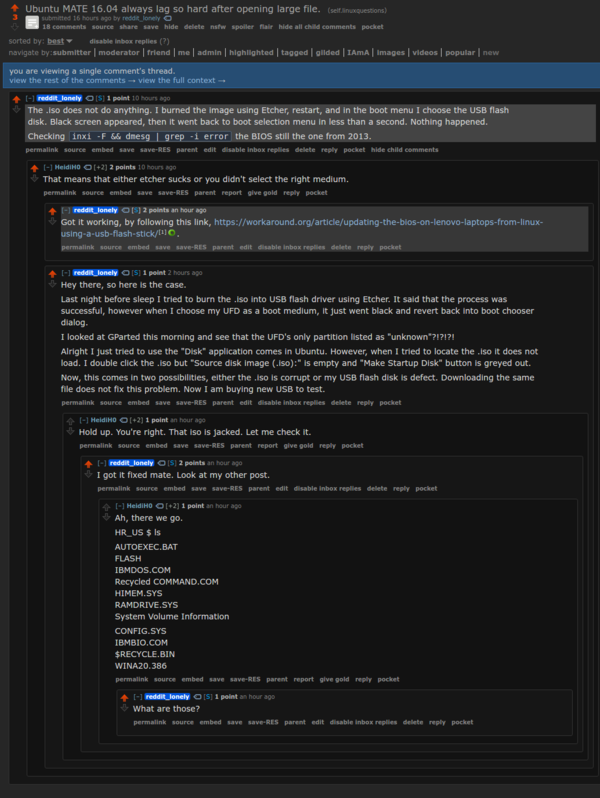 Ubuntu MATE 16.04 always lag so hard after opening large file. (self.linuxquestions)
3
submitted 16 hours ago by reddit_lonely
18 comments source share save hide delete nsfw spoiler flair hide all child comments pocket
sorted by: best ▼ disable inbox replies (?)
navigate by: submitter | moderator | friend | me | admin | highlighted | tagged | gilded | IAmA | images | videos | popular | new
you are viewing a single comment's thread.
view the rest of the comments → view the full context →
[-] reddit_lonely [S] 1 point 10 hours ago
The .iso does not do anything. I burned the image using Etcher, restart, and in the boot menu I choose the USB flash
disk. Black screen appeared, then it went back to boot selection menu in less than a second. Nothing happened.
Checking inxi -F && dmesg | grep -i error the BIOS still the one from 2013.
permalink source embed save save-RES parent edit disable inbox replies delete reply pocket hide child comments
[-] HeidiH0 [+2] 2 points 10 hours ago
That means that either etcher sucks or you didn't select the right medium.
permalink source embed save save-RES parent report give gold reply pocket
[-] reddit_lonely [S] 2 points an hour ago
Got it working, by following this link, https://workaround.org/article/updating-the-bios-on-lenovo-laptops-from-linux-
using-a-usb-flash-stick/[1] .
permalink source embed save save-RES parent edit disable inbox replies delete reply pocket
[-] reddit_lonely [S] 1 point 2 hours ago
Hey there, so here is the case.
Last night before sleep I tried to burn the .iso into USB flash driver using Etcher. It said that the process was
successful, however when I choose my UFD as a boot medium, it just went black and revert back into boot chooser
dialog.
I looked at GParted this morning and see that the UFD's only partition listed as "unknown"?!?!?!
Alright I just tried to use the "Disk" application comes in Ubuntu. However, when I tried to locate the .iso it does not
load. I double click the .iso but "Source disk image (.iso):" is empty and "Make Startup Disk" button is greyed out.
Now, this comes in two possibilities, either the .iso is corrupt or my USB flash disk is defect. Downloading the same
file does not fix this problem. Now I am buying new USB to test.
permalink source embed save save-RES parent edit disable inbox replies delete reply pocket
[-] HeidiH0 [+2] 1 point an hour ago
Hold up. You're right. That iso is Jacked. Let me check it.
permalink source embed save save-RES parent report give gold reply pocket
[-] reddit_lonely [S] 2 points an hour ago
I got it fixed mate. Look at my other post.
permalink source embed save save-RES parent edit disable inbox replies delete reply pocket
[-] HeidiH0 [+2] 1 point an hour ago
Ah, there we go.
HR_US $ ls
AUTOEXEC.BAT
FLASH
IBMDOS.COM
Recycled COMMAND.COM
HIMEM.SYS
RAMDRIVE.SYS
System Volume Information
CONFIG.SYS
IBMBIO.COM
$RECYCLE.BIN
WINA20.386
permalink source embed save save-RES parent report give gold reply pocket
[-] reddit_lonely [S] 1 point an hour ago
What are those?
permalink source embed save save-RES parent edit disable inbox replies delete reply pocket